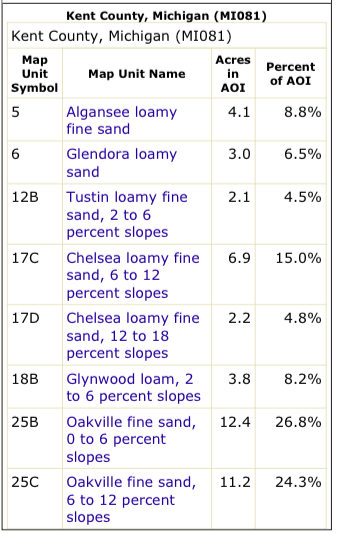 Kent County, Michigan (MI081)
Kent County, Michigan (MI081)
Map Unit Symbol Map Unit Name Acres in AOI Percent of AOI
5 Algansee loamy fine sand 4.1 8.8%
6 Glendora loamy sand 3.0 6.5%
12B Tustin loamy fine sand, 2 to 6 percent slopes 2.1 4.5%
17C Chelsea loamy fine sand, 6 to 12 percent slopes 6.9 15.0%
17D Chelsea loamy fine sand, 12 to 18 percent slopes 2.2 4.8%
18B Glynwood loam, 2 to 6 percent slopes 3.8 8.2%
25B Oakville fine sand, 0 to 6 percent slopes 12.4 26.8%
25C Oakville fine sand, 6 to 12 percent slopes 11.2 24.3%